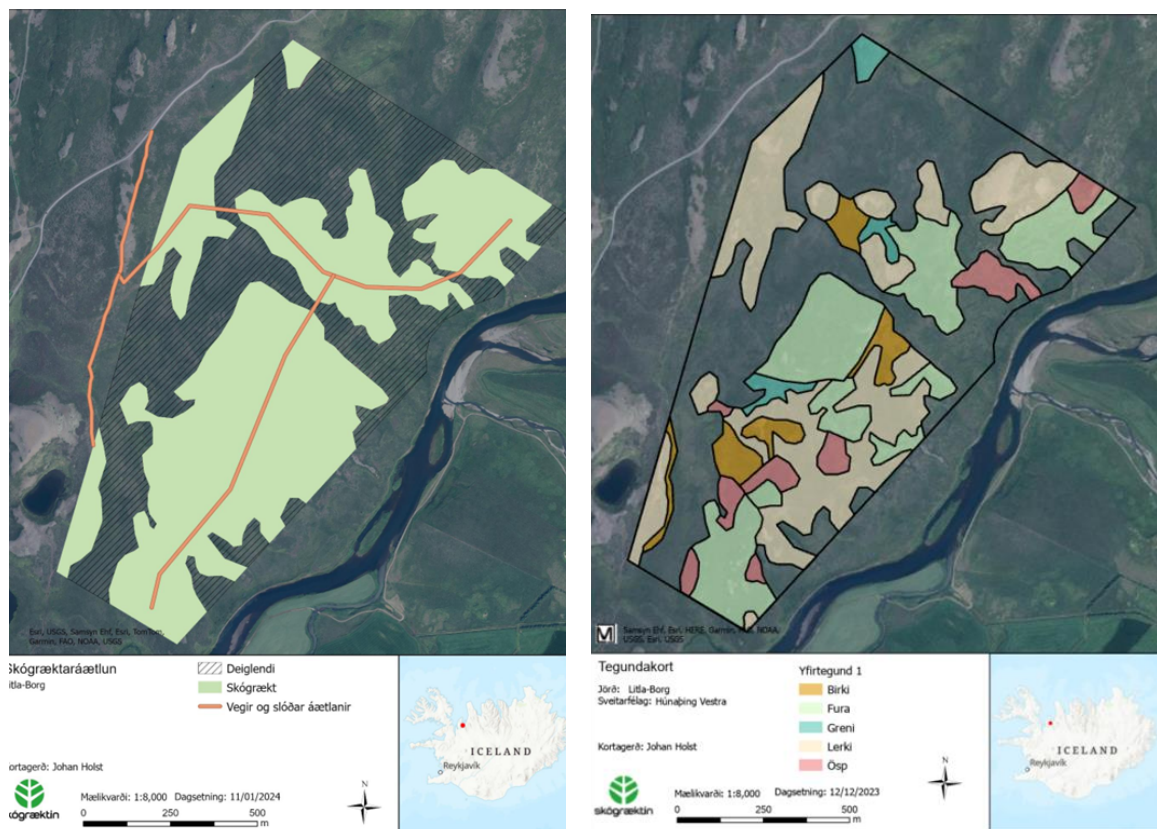 Esri, USGS, Samsyn Ehf, Esri, TomTom,
Garmin, FAO, NOAA, USGS
Skógræktaráætlun
itla-Borg
Deiglendi
Skógrækt
Vegir og slóðar áætlanir
ortagerð: Johan Holst
skógræktin
Mælikvarði: 1:8,000 Dagsetning: 11/01/2024
0 250 500
m
N
ICELAND
Reykjavík
Samsyn Ehf, Esri, HERE, Garmin, NOAA,
USGS, Esri, USGS
Tegundakort
Jörð: Litla-Borg
Sveitarfélag: Húnaþing Vestra
Kortagerð: Johan Holst
Yfirtegund 1
Birki
Fura
Greni
Lerki
Ösp
skógræktin
Mælikvarði: 1:8,000 Dagsetning: 12/12/2023
0 250 500
m
N
ICELAND
Reykjavík